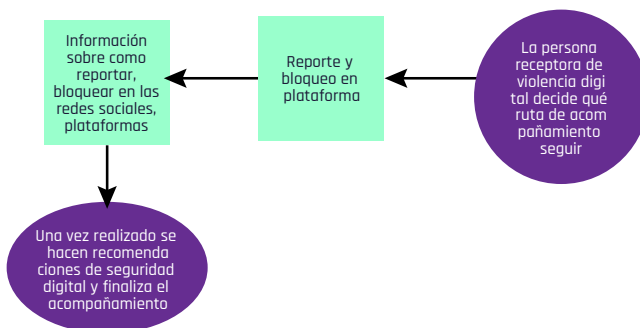 Información
sobre como
reportar,
bloquear en las
redes sociales,
plataformas
Reporte y
bloqueo en
plataforma
La persona
receptora de
violencia digi
tal decide qué
ruta de acom
pañamiento
seguir
Una vez realizado se
hacen recomenda
ciones de seguridad
digital y finaliza el
acompañamiento